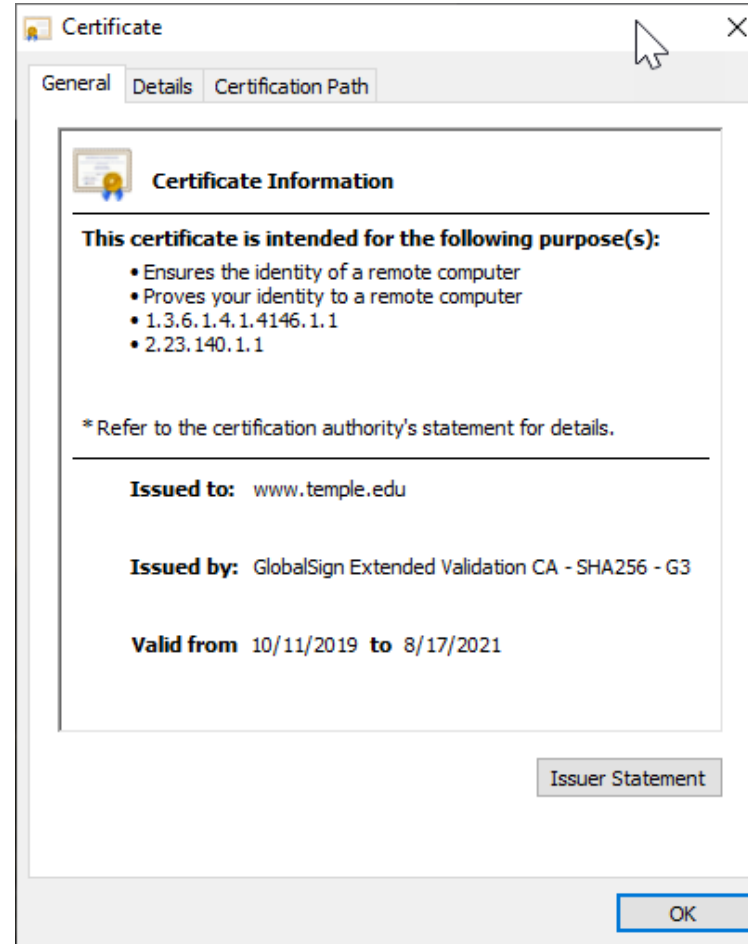 Certificate
General Details Certification Path
Certificate Information
This certificate is intended for the following purpose(s):
• Ensures the identity of a remote computer
• Proves your identity to a remote computer
• 1.3.6.1.4.1.4146.1.1
• 2.23.140.1.1
* Refer to the certification authority's statement for details.
Issued to: www.temple.edu
Issued by: GlobalSign Extended Validation CA - SHA256 - G3
Valid from 10/11/2019 to 8/17/2021
Issuer Statement
OK